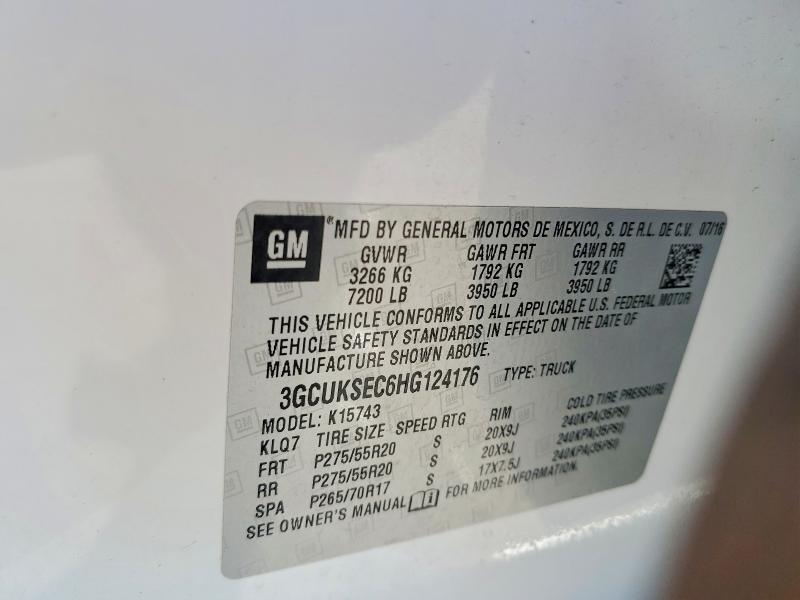 GM
® MFD BY GENERAL MOTORS DE MEXICO, S. DE R.L. DE C.V. 07/16
GVWR GAWR FRT GAWR RR
3266 KG 1792 KG 1792 KG
7200 LB 3950 LB 3950 LB
THIS VEHICLE CONFORMS TO ALL APPLICABLE U.S. FEDERAL MOTOR
VEHICLE SAFETY STANDARDS IN EFFECT ON THE DATE OF
MANUFACTURE SHOWN ABOVE.
3GCUKSEC6HG124176 TYPE: TRUCK
MODEL: K15743
KLQ7 TIRE SIZE SPEED RTG RIM COLD TIRE PRESSURE
FRT P275/55R20 S 20X9J 240KPA(35PSI)
RR P275/55R20 S 20X9J 240KPA(35PSI)
SPA P265/70R17 S 17X7.5J 240KPA(35PSI)
SEE OWNER'S MANUAL FOR MORE INFORMATION.